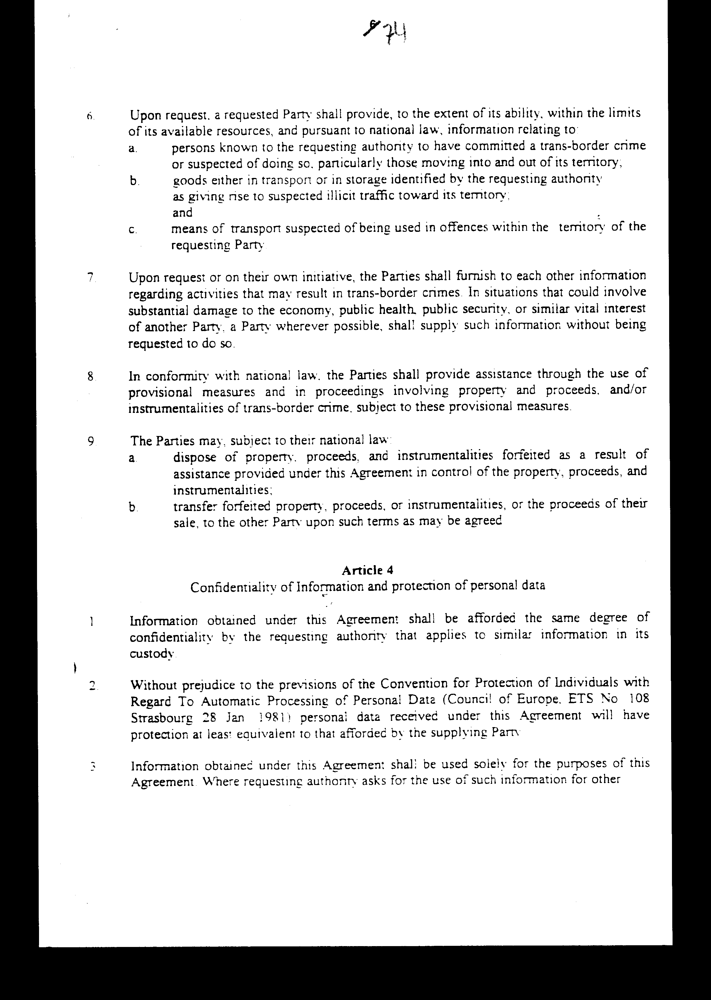 74
6. Upon request, a requested Party shall provide, to the extent of its ability, within the limits
of its available resources, and pursuant to national law, information relating to:
a. persons known to the requesting authority to have committed a trans-border crime
or suspected of doing so, particularly those moving into and out of its territory;
b. goods either in transport or in storage identified by the requesting authority
as giving rise to suspected illicit traffic toward its territory;
and
c. means of transport suspected of being used in offences within the territory of the
requesting Party.
7. Upon request or on their own initiative, the Parties shall furnish to each other information
regarding activities that may result in trans-border crimes. In situations that could involve
substantial damage to the economy, public health, public security, or similar vital interest
of another Party, a Party wherever possible, shall supply such information without being
requested to do so.
8. In conformity with national law, the Parties shall provide assistance through the use of
provisional measures and in proceedings involving property and proceeds, and/or
instrumentalities of trans-border crime, subject to these provisional measures.
9. The Parties may, subject to their national law:
a. dispose of property, proceeds, and instrumentalities forfeited as a result of
assistance provided under this Agreement in control of the property, proceeds, and
instrumentalities;
b. transfer forfeited property, proceeds, or instrumentalities, or the proceeds of their
sale, to the other Party upon such terms as may be agreed
Article 4
Confidentiality of Information and protection of personal data
1 Information obtained under this Agreement shall be afforded the same degree of
confidentiality by the requesting authority that applies to similar information in its
custody.
2. Without prejudice to the previsions of the Convention for Protection of Individuals with
Regard To Automatic Processing of Personal Data (Council of Europe, ETS No 108
Strasbourg 28 Jan 1981) personal data received under this Agreement will have
protection at least equivalent to that afforded by the supplying Party
3 Information obtained under this Agreement shall be used solely for the purposes of this
Agreement. Where requesting authority asks for the use of such information for other